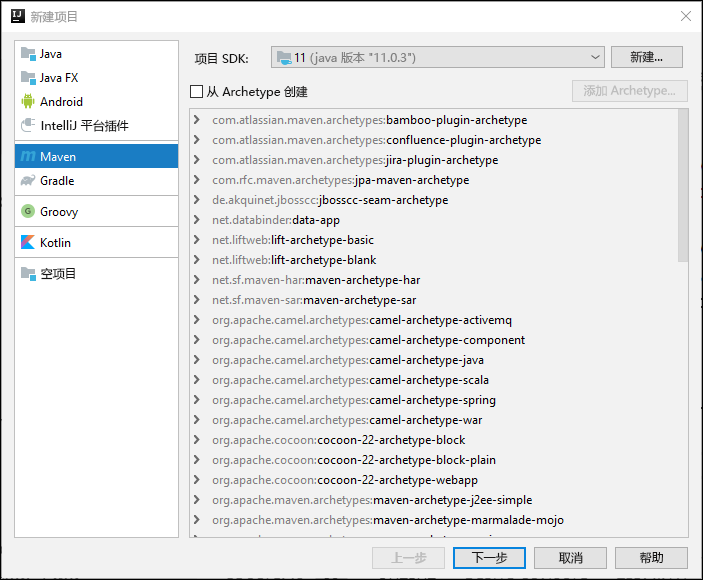 新建项目
Java
Java FX
Android
IntelliJ 平台插件
Maven
Gradle
Groovy
Kotlin
空项目
项目 SDK:
11 (java 版本 "11.0.3")
新建...
从 Archetype 创建
添加 Archetype...
com.atlassian.maven.archetypes:bamboo-plugin-archetype
com.atlassian.maven.archetypes:confluence-plugin-archetype
com.atlassian.maven.archetypes:jira-plugin-archetype
com.rfc.maven.archetypes:jpa-maven-archetype
de.akquinet.jbosscc:jbosscc-seam-archetype
net.databinder:data-app
net.liftweb:lift-archetype-basic
net.liftweb:lift-archetype-blank
net.sf.maven-har:maven-archetype-har
net.sf.maven-sar:maven-archetype-sar
org.apache.camel.archetypes:camel-archetype-activemq
org.apache.camel.archetypes:camel-archetype-component
org.apache.camel.archetypes:camel-archetype-java
org.apache.camel.archetypes:camel-archetype-scala
org.apache.camel.archetypes:camel-archetype-spring
org.apache.camel.archetypes:camel-archetype-war
org.apache.cocoon:cocoon-22-archetype-block
org.apache.cocoon:cocoon-22-archetype-block-plain
org.apache.cocoon:cocoon-22-archetype-webapp
org.apache.maven.archetypes:maven-archetype-j2ee-simple
org.apache.maven.archetypes:maven-archetype-marmalade-mojo
上一步
下一步
取消
帮助